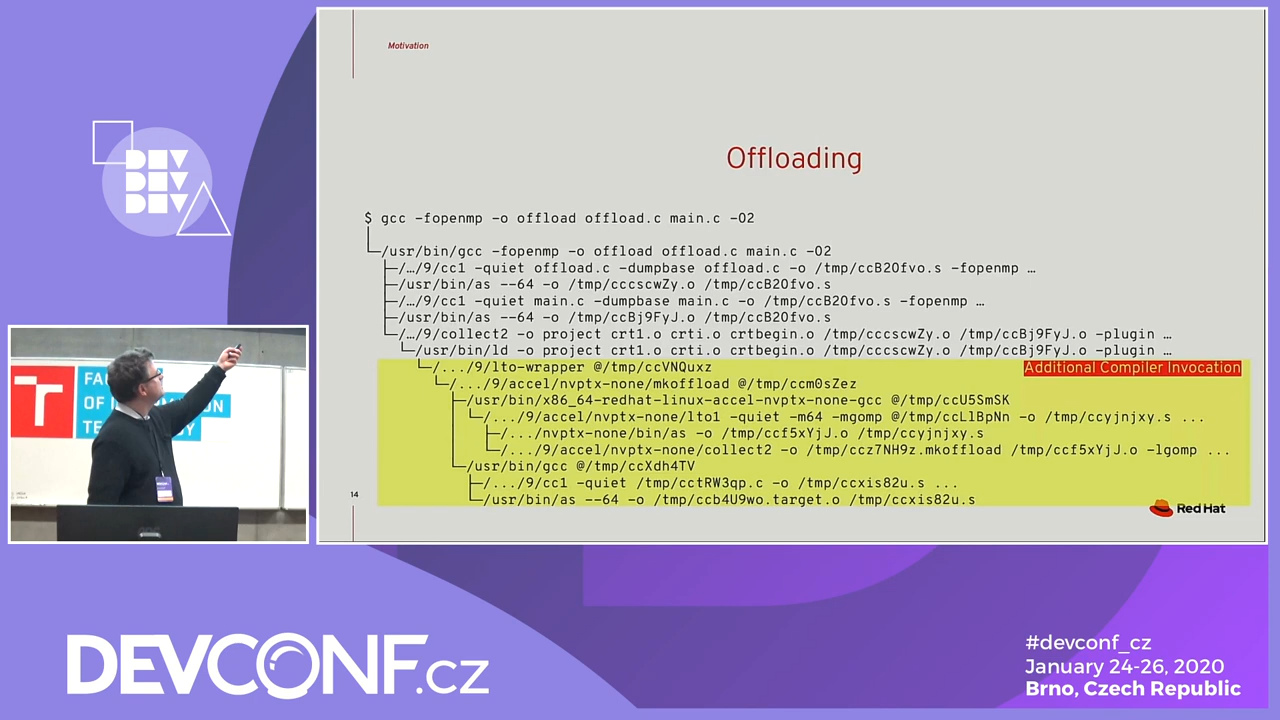 DEV
DEV
DEV
Motivation
Offloading
$ gcc -fopenmp -o offload offload.c main.c -O2
/usr/bin/gcc -fopenmp -o offload offload.c main.c -O2
/…/9/cc1 -quiet offload.c -dumpbase offload.c -o /tmp/ccB2Ofvo.s -fopenmp …
/usr/bin/as --64 -o /tmp/cccscwZy.o /tmp/ccB2Ofvo.s
/…/9/cc1 -quiet main.c -dumpbase main.c -o /tmp/ccB2Ofvo.s -fopenmp …
/usr/bin/as --64 -o /tmp/ccBj9FyJ.o /tmp/ccB2Ofvo.s
/…/9/collect2 -o project crt1.o crti.o crtbegin.o /tmp/cccscwZy.o /tmp/ccBj9FyJ.o -plugin …
/usr/bin/ld -o project crt1.o crti.o crtbegin.o /tmp/cccscwZy.o /tmp/ccBj9FyJ.o -plugin …
/.../9/lto-wrapper @/tmp/ccVNQuxz
Additional Compiler Invocation
/.../9/accel/nvptx-none/mkoffload @/tmp/ccm0sZez
/usr/bin/x86_64-redhat-linux-accel-nvptx-none-gcc @/tmp/ccU5SmSK
/.../9/accel/nvptx-none/lto1 -quiet -m64 -mgomp @/tmp/ccLlBpNn -o /tmp/ccyjnjxy.s ...
/.../nvptx-none/bin/as -o /tmp/ccf5xYjJ.o /tmp/ccyjnjxy.s
/.../9/accel/nvptx-none/collect2 -o /tmp/ccz7NH9z.mkoffload /tmp/ccf5xYjJ.o -lgomp ...
/usr/bin/gcc @/tmp/ccXdh4TV
/.../9/cc1 -quiet /tmp/cctRW3qp.c -o /tmp/ccxis82u.s ...
/usr/bin/as --64 -o /tmp/ccb4U9wo.target.o /tmp/ccxis82u.s
14
Red Hat
T
DEVCONF.cz
#devconf_cz
January 24-26, 2020
Brno, Czech Republic